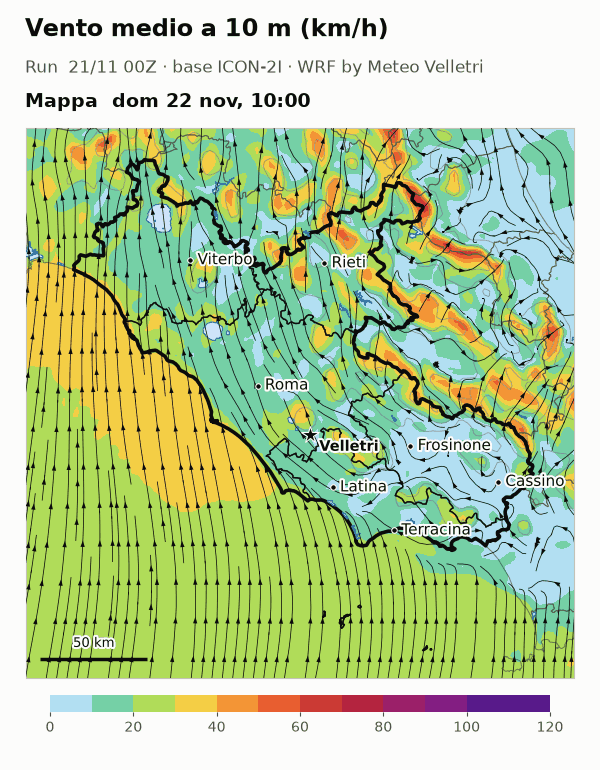 Vento medio a 10 m (km/h)
Run 21/11 00Z · base ICON-2I · WRF by Meteo Velletri
Mappa dom 22 nov, 10:00
Viterbo
Rieti
Roma
Velletri
Frosinone
Latina
Cassino
Terracina
50 km
0 20 40 60 80 100 120